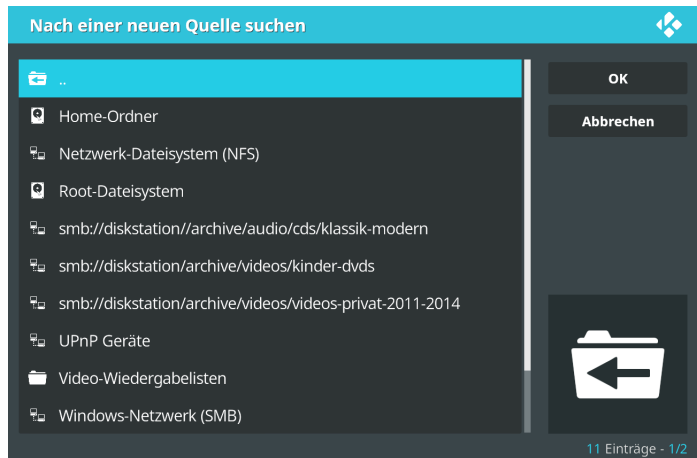 Nach einer neuen Quelle suchen
..
Home-Ordner
Netzwerk-Dateisystem (NFS)
Root-Dateisystem
smb://diskstation//archive/audio/cds/klassik-modern
smb://diskstation/archive/videos/kinder-dvds
smb://diskstation/archive/videos/videos-privat-2011-2014
UPnP Geräte
Video-Wiedergabelisten
Windows-Netzwerk (SMB)
OK
Abbrechen
11 Einträge - 1/2